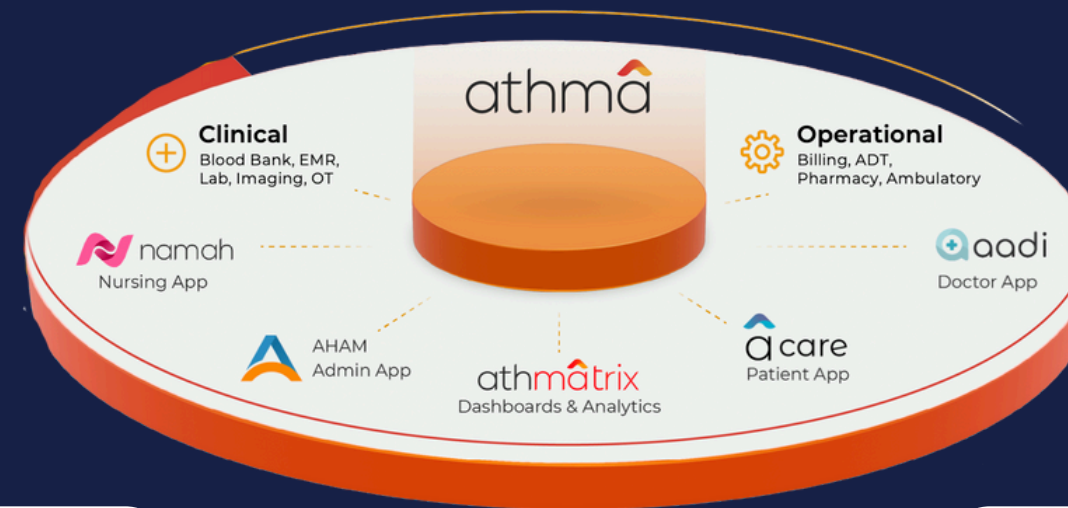 athmâ
Clinical
Blood Bank, EMR,
Lab, Imaging, OT
Operational
Billing, ADT,
Pharmacy, Ambulatory
namah
Nursing App
aadi
Doctor App
AHAM
Admin App
athmâtrix
Dashboards & Analytics
â care
Patient App